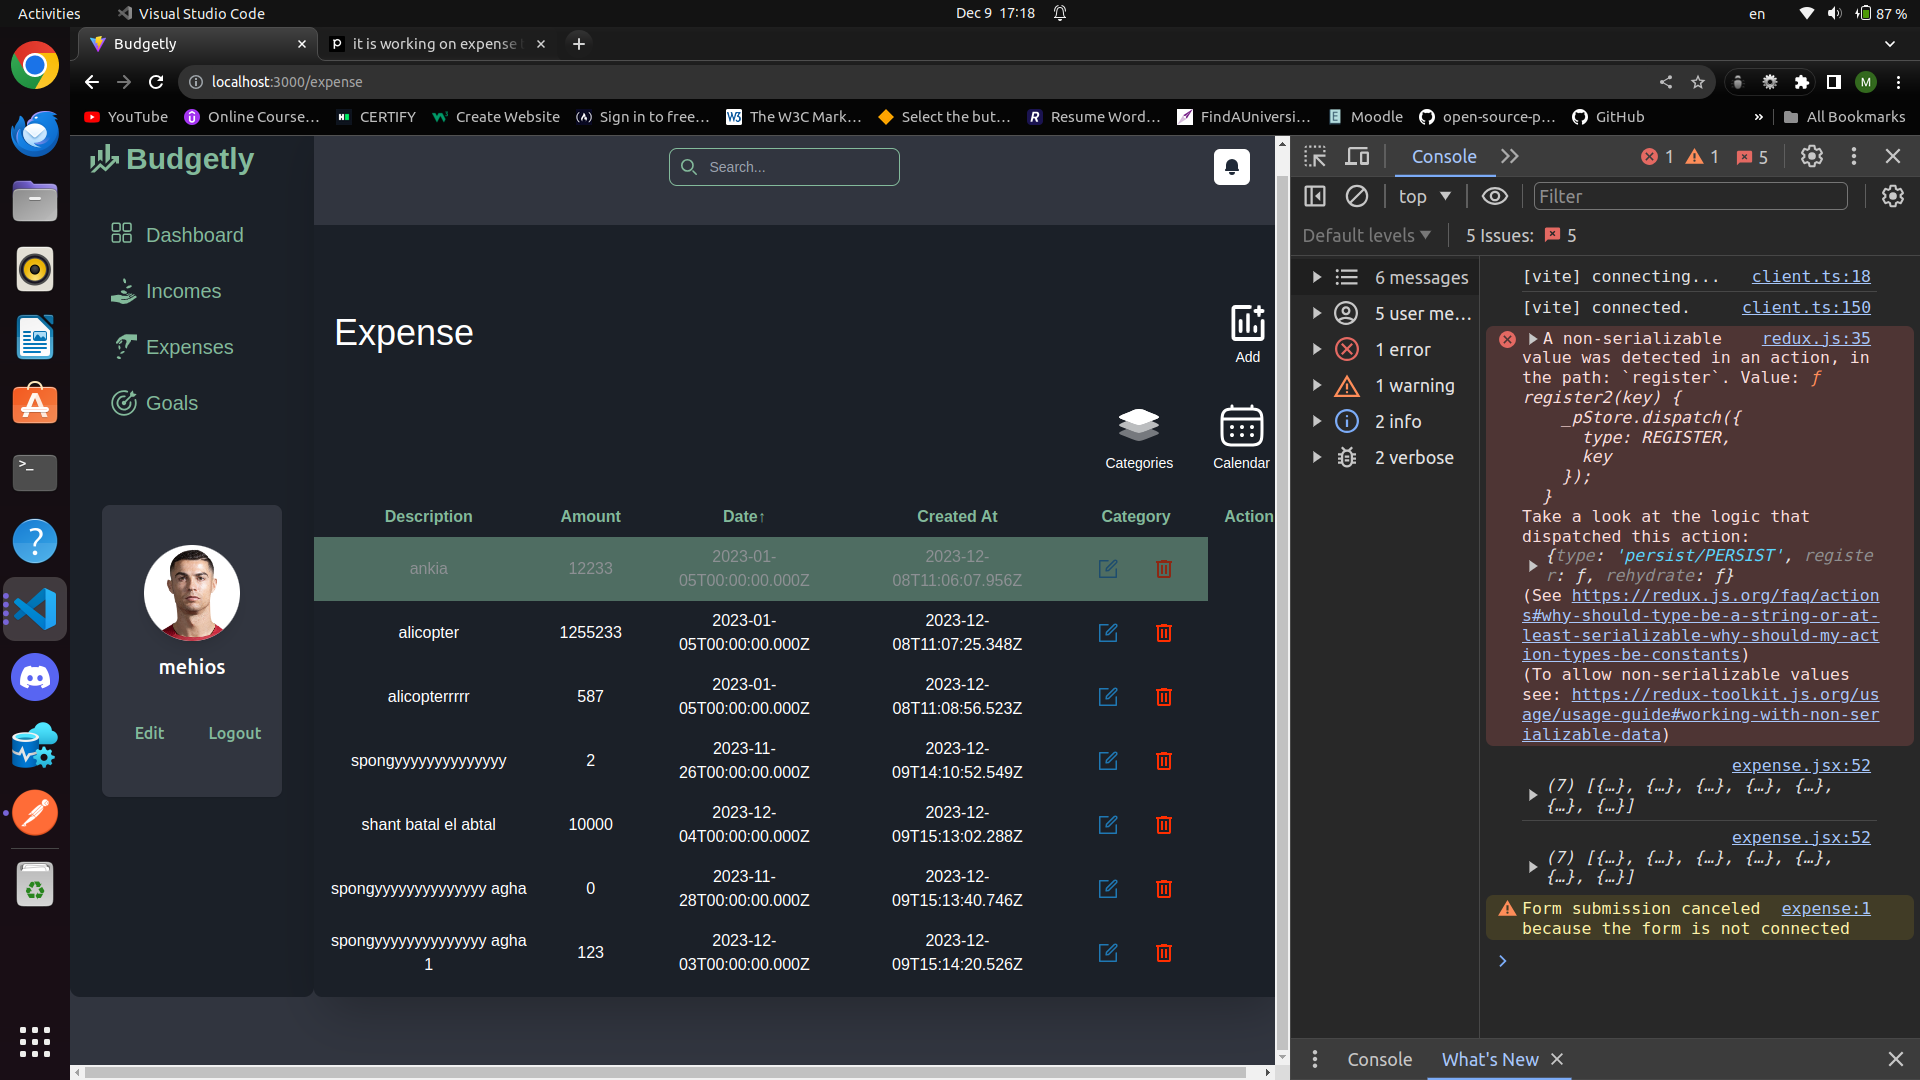 Activities
Visual Studio Code
Dec 9 17:18
en
87 %
Budgetly
it is working on expense
localhost:3000/expense
M
YouTube
Online Course…
CERTIFY
Create Website
Sign in to free…
The W3C Mark…
Select the but…
Resume Word…
FindAUniversi…
Moodle
open-source-p…
GitHub
»
All Bookmarks
Budgetly
Search...
Dashboard
Incomes
Expenses
Goals
mehios
Edit
Logout
Expense
Add
Categories
Calendar
Description
Amount
Date↑
Created At
Category
Action
ankia
12233
2023-01-
05T00:00:00.000Z
2023-12-
08T11:06:07.956Z
alicopter
1255233
2023-01-
05T00:00:00.000Z
2023-12-
08T11:07:25.348Z
alicopterrrrr
587
2023-01-
05T00:00:00.000Z
2023-12-
08T11:08:56.523Z
spongyyyyyyyyyyyyyy
2
2023-11-
26T00:00:00.000Z
2023-12-
09T14:10:52.549Z
shant batal el abtal
10000
2023-12-
04T00:00:00.000Z
2023-12-
09T15:13:02.288Z
spongyyyyyyyyyyyyyy agha
0
2023-11-
28T00:00:00.000Z
2023-12-
09T15:13:40.746Z
spongyyyyyyyyyyyyyy agha
1
123
2023-12-
03T00:00:00.000Z
2023-12-
09T15:14:20.526Z
Console
1
1
5
top
Filter
Default levels
5 Issues:
5
6 messages
5 user me…
1 error
1 warning
2 info
2 verbose
[vite] connecting... client.ts:18
[vite] connected. client.ts:150
A non-serializable redux.js:35
value was detected in an action, in
the path: `register`. Value: ƒ
register2(key) {
_pStore.dispatch({
type: REGISTER,
key
});
}
Take a look at the logic that
dispatched this action:
{type: 'persist/PERSIST', registe
r: ƒ, rehydrate: ƒ}
(See https://redux.js.org/faq/action
s#why-should-type-be-a-string-or-at-
least-serializable-why-should-my-act
ion-types-be-constants)
(To allow non-serializable values
see: https://redux-toolkit.js.org/us
age/usage-guide#working-with-non-ser
ializable-data)
expense.jsx:52
(7) [{…}, {…}, {…}, {…}, {…},
{…}, {…}]
expense.jsx:52
(7) [{…}, {…}, {…}, {…}, {…},
{…}, {…}]
Form submission canceled expense:1
because the form is not connected
Console
What's New